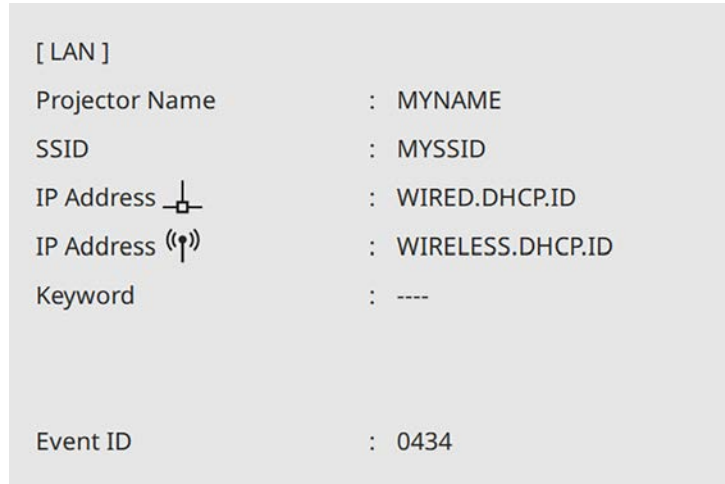 [ LAN ]
Projector Name : MYNAME
SSID : MYSSID
IP Address : WIRED.DHCP.ID
IP Address : WIRELESS.DHCP.ID
Keyword : ----
Event ID : 0434